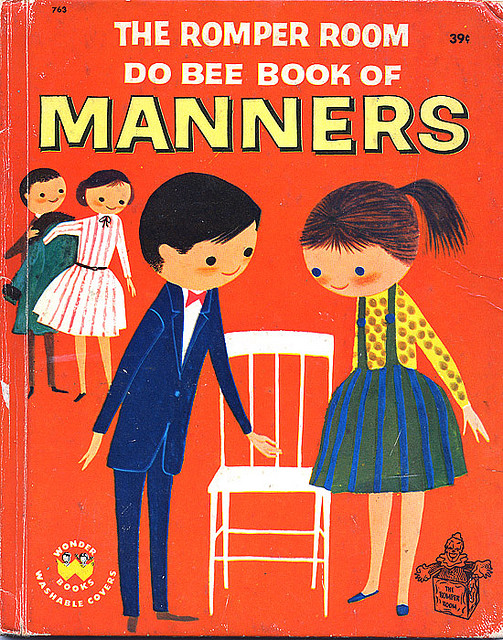 763
THE ROMPER ROOM
39¢
DO BEE BOOK OF
MANNERS
WONDER
W
BOOKS
WASHABLE COVERS
THE
ROMPER
ROOM